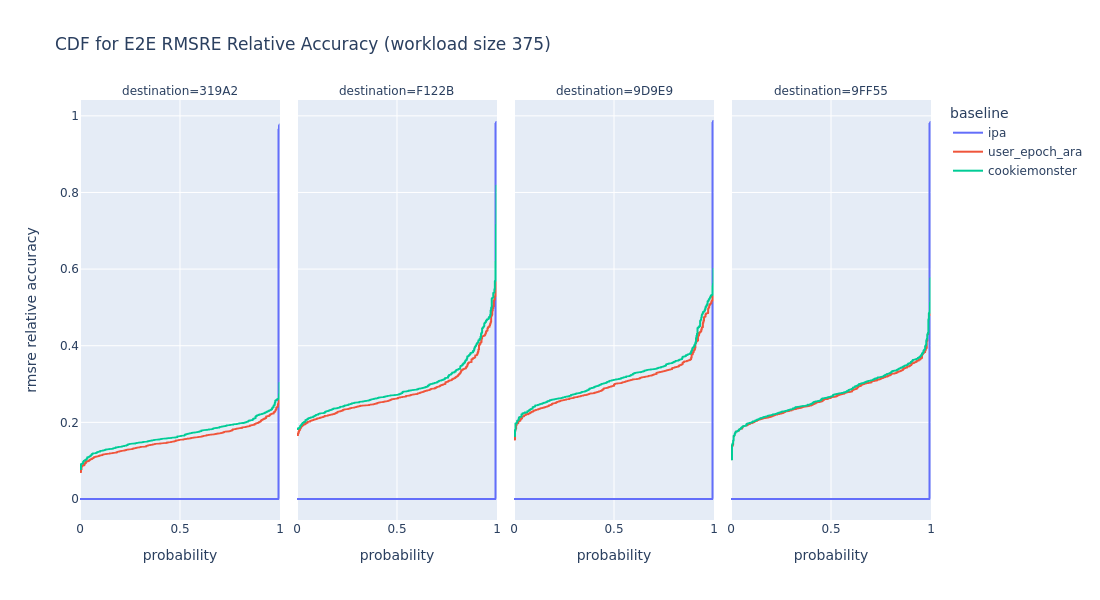 CDF for E2E RMSRE Relative Accuracy (workload size 375)
destination=319A2 destination=F122B destination=9D9E9 destination=9FF55
baseline
ipa
user_epoch_ara
cookiemonster
rmsre relative accuracy
1
0.8
0.6
0.4
0.2
0
0 0.5 1 0 0.5 1 0 0.5 1 0 0.5 1
probability probability probability probability